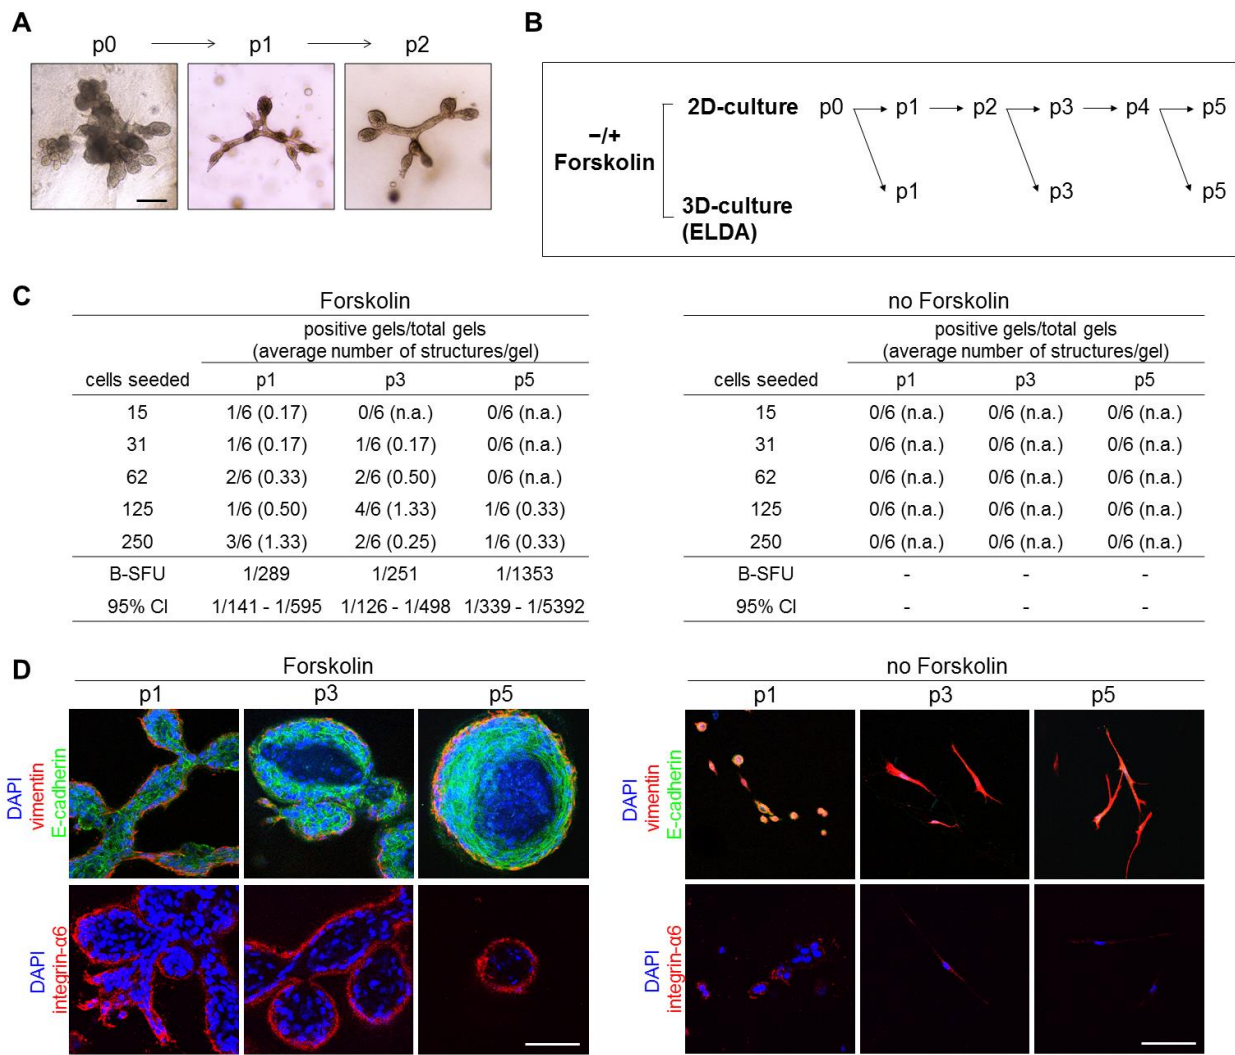 A
p0 p1 p2
B
−/+
Forskolin
2D-culture p0 p1 p2 p3 p4 p5
3D-culture
(ELDA)
p1 p3 p5
C
Forskolin
positive gels/total gels
(average number of structures/gel)
cells seeded p1 p3 p5
15 1/6 (0.17) 0/6 (n.a.) 0/6 (n.a.)
31 1/6 (0.17) 1/6 (0.17) 0/6 (n.a.)
62 2/6 (0.33) 2/6 (0.50) 0/6 (n.a.)
125 1/6 (0.50) 4/6 (1.33) 1/6 (0.33)
250 3/6 (1.33) 2/6 (0.25) 1/6 (0.33)
B-SFU 1/289 1/251 1/1353
95% CI 1/141 - 1/595 1/126 - 1/498 1/339 - 1/5392
no Forskolin
positive gels/total gels
(average number of structures/gel)
cells seeded p1 p3 p5
15 0/6 (n.a.) 0/6 (n.a.) 0/6 (n.a.)
31 0/6 (n.a.) 0/6 (n.a.) 0/6 (n.a.)
62 0/6 (n.a.) 0/6 (n.a.) 0/6 (n.a.)
125 0/6 (n.a.) 0/6 (n.a.) 0/6 (n.a.)
250 0/6 (n.a.) 0/6 (n.a.) 0/6 (n.a.)
B-SFU - - -
95% CI - - -
D
Forskolin
p1 p3 p5
DAPI
vimentin
E-cadherin
DAPI
integrin-α6
no Forskolin
p1 p3 p5
DAPI
vimentin
E-cadherin
DAPI
integrin-α6